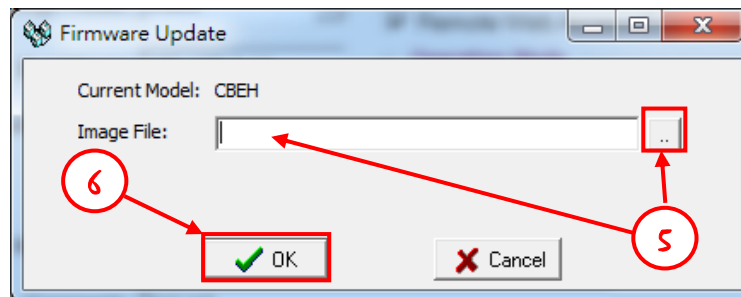 Firmware Update
Current Model: CBEH
Image File:
..
6
5
OK
Cancel